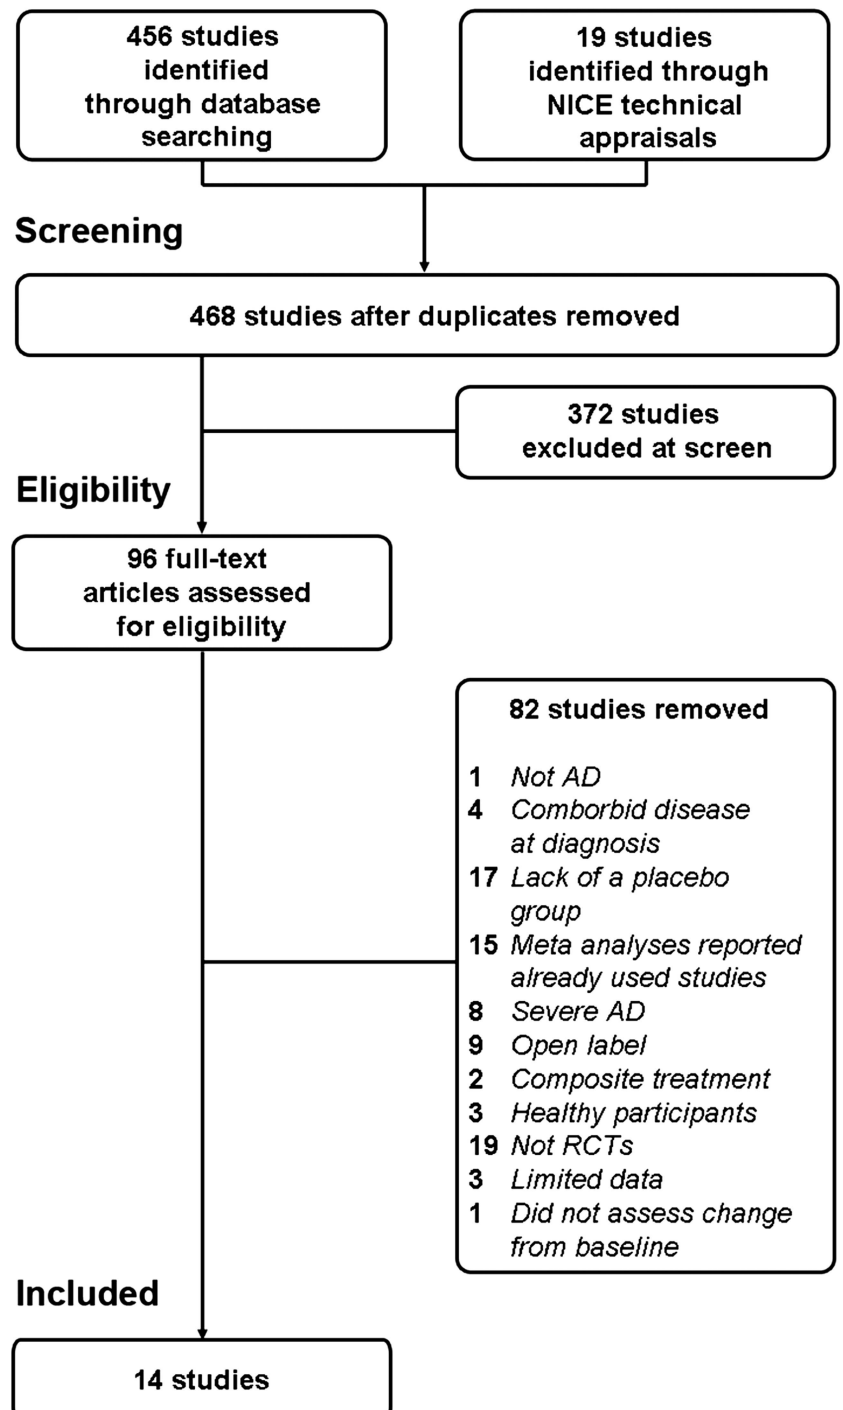 456 studies
identified
through database
searching
19 studies
identified through
NICE technical
appraisals
Screening
468 studies after duplicates removed
372 studies
excluded at screen
Eligibility
96 full-text
articles assessed
for eligibility
82 studies removed
1 Not AD
4 Comborbid disease
at diagnosis
17 Lack of a placebo
group
15 Meta analyses reported
already used studies
8 Severe AD
9 Open label
2 Composite treatment
3 Healthy participants
19 Not RCTs
3 Limited data
1 Did not assess change
from baseline
Included
14 studies